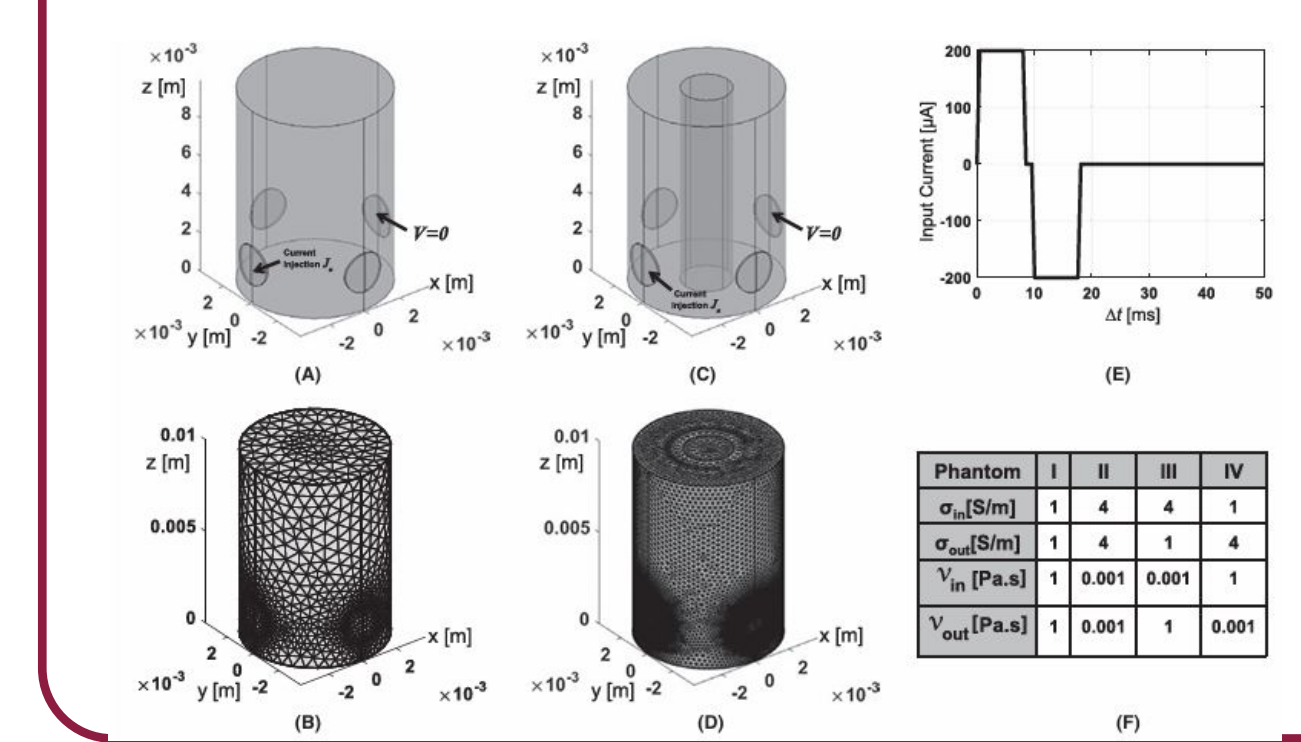 ×10⁻³
z [m]
8
6
4
2
0
V=0
Current
Injection Jₙ
x [m]
2
0
-2
×10⁻³
y [m]
-2
0
2
×10⁻³
(A)
×10⁻³
z [m]
8
6
4
2
0
V=0
Current
Injection Jₙ
x [m]
2
0
-2
×10⁻³
y [m]
-2
0
2
×10⁻³
(C)
200
100
0
-100
-200
Input Current [µA]
0 10 20 30 40 50
Δt [ms]
(E)
0.01
z [m]
0.005
0
x [m]
2
0
-2
×10⁻³
y [m]
-2
0
2
×10⁻³
(B)
0.01
z [m]
0.005
0
x [m]
2
0
-2
×10⁻³
y [m]
-2
0
2
×10⁻³
(D)
Phantom I II III IV
σin[S/m] 1 4 4 1
σout[S/m] 1 4 1 4
νin [Pa.s] 1 0.001 0.001 1
νout[Pa.s] 1 0.001 1 0.001
(F)